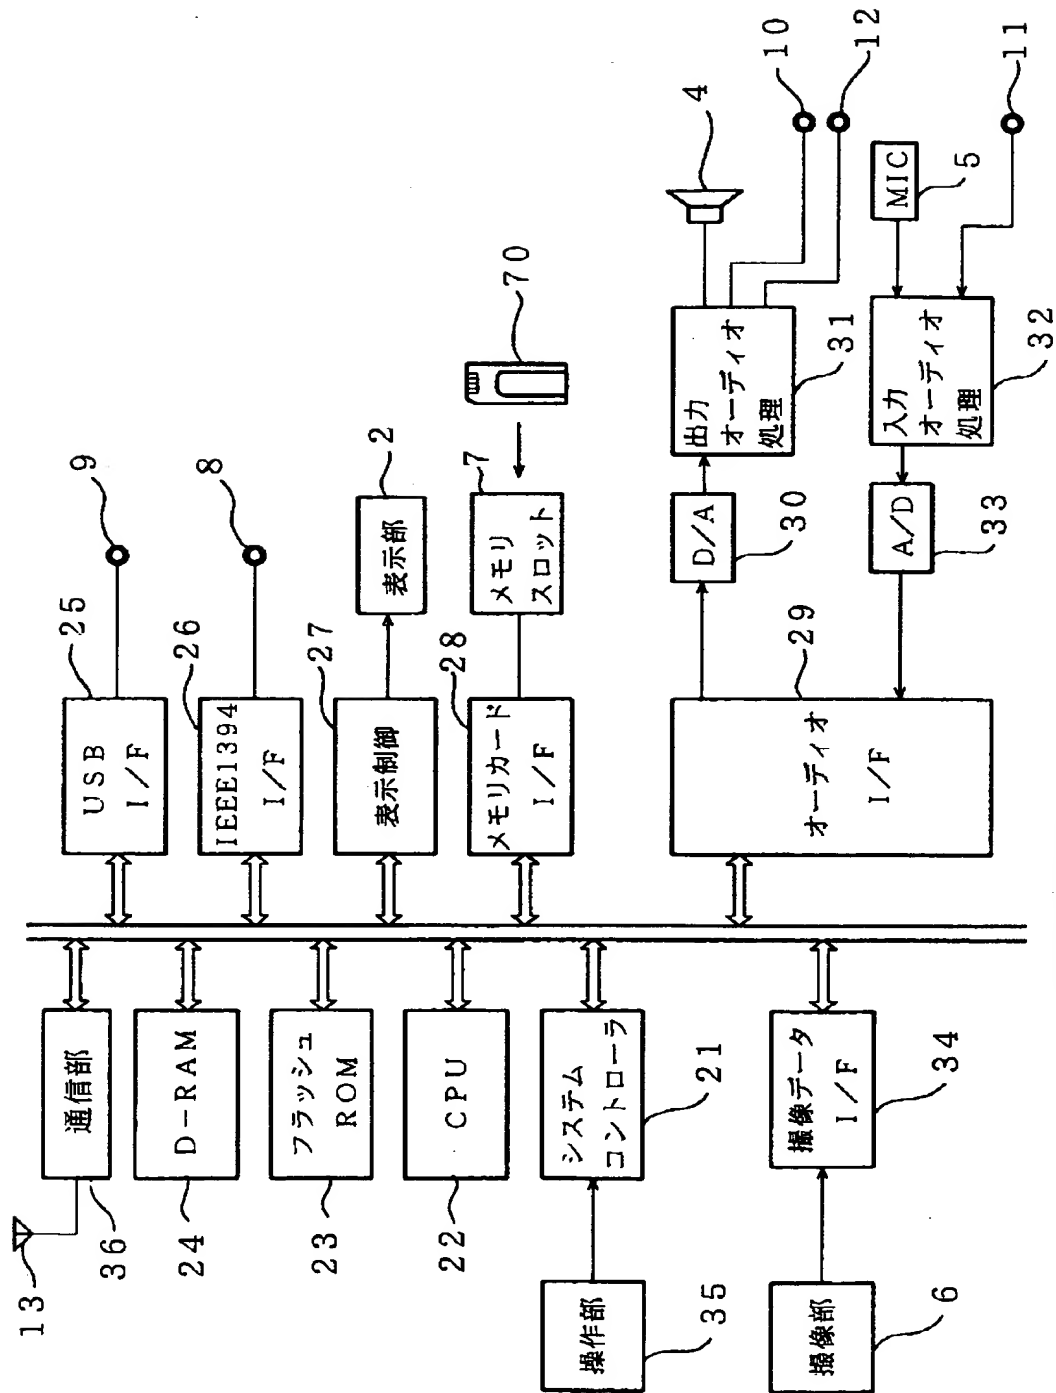 13
通信部
36
D-RAM
24
フラッシュ
ROM
23
CPU
22
システム
コントローラ
21
操作部
35
撮像データ
I/F
34
撮像部
6
USB
I/F
25
9
IEEE1394
I/F
26
8
表示制御
27
表示部
2
メモリカード
I/F
28
メモリ
スロット
7
70
オーディオ
I/F
29
D/A
30
出力
オーディオ
処理
31
4
10
12
A/D
33
入力
オーディオ
処理
32
MIC
5
11